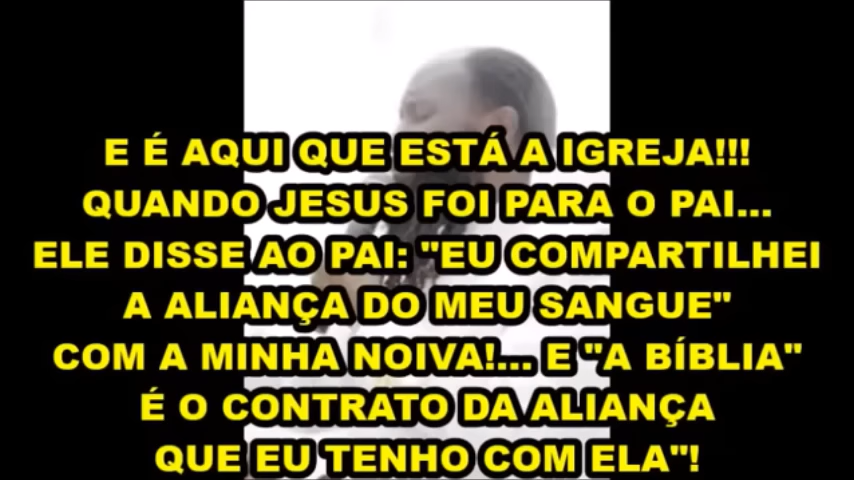 E É AQUI QUE ESTÁ A IGREJA!!!
QUANDO JESUS FOI PARA O PAI...
ELE DISSE AO PAI: "EU COMPARTILHEI
A ALIANÇA DO MEU SANGUE"
COM A MINHA NOIVA!... E "A BÍBLIA"
É O CONTRATO DA ALIANÇA
QUE EU TENHO COM ELA"!